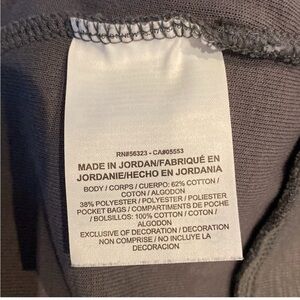 RN#56323 - CA#05553
MADE IN JORDAN/FABRIQUÉ EN
JORDANIE/HECHO EN JORDANIA
BODY / CORPS / CUERPO: 62% COTTON /
COTON / ALGODON
38% POLYESTER / POLYESTER / POLIESTER
POCKET BAGS / COMPARTIMENTS DE POCHE
/ BOLSILLOS: 100% COTTON / COTON /
ALGODON
EXCLUSIVE OF DECORATION / DECORATION
NON COMPRISE / NO INCLUYE LA
DECORACION